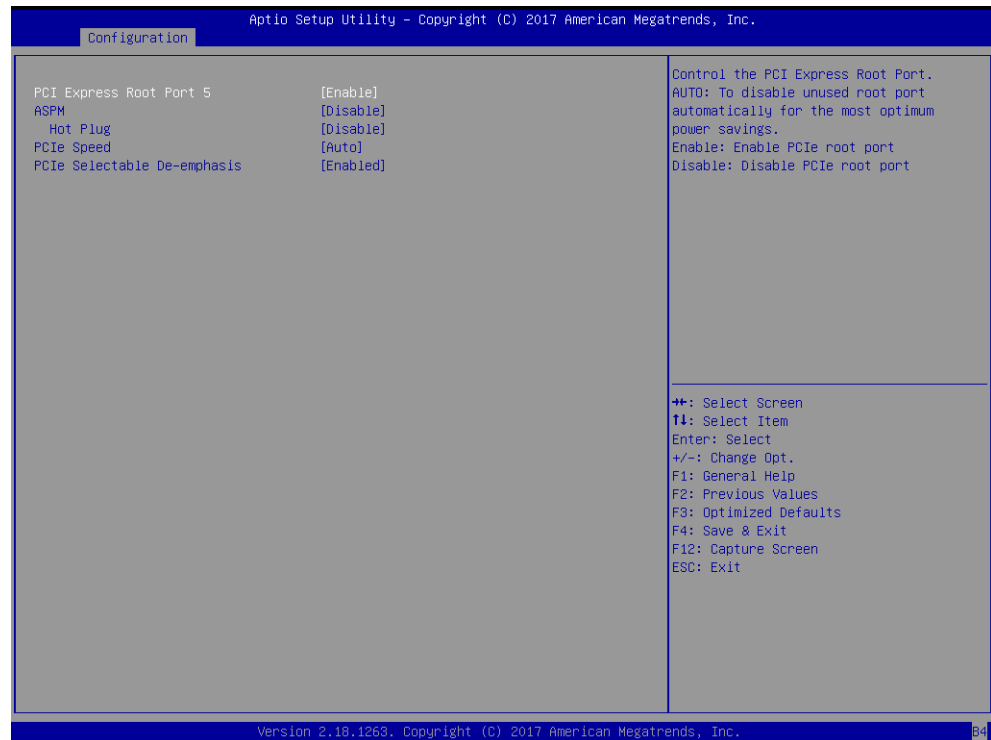 Aptio Setup Utility – Copyright (C) 2017 American Megatrends, Inc.
Configuration
PCI Express Root Port 5 [Enable]
ASPM [Disable]
Hot Plug [Disable]
PCIe Speed [Auto]
PCIe Selectable De-emphasis [Enabled]
Control the PCI Express Root Port.
AUTO: To disable unused root port
automatically for the most optimum
power savings.
Enable: Enable PCIe root port
Disable: Disable PCIe root port
→←: Select Screen
↑↓: Select Item
Enter: Select
+/-: Change Opt.
F1: General Help
F2: Previous Values
F3: Optimized Defaults
F4: Save & Exit
F12: Capture Screen
ESC: Exit
Version 2.18.1263. Copyright (C) 2017 American Megatrends, Inc.
B4